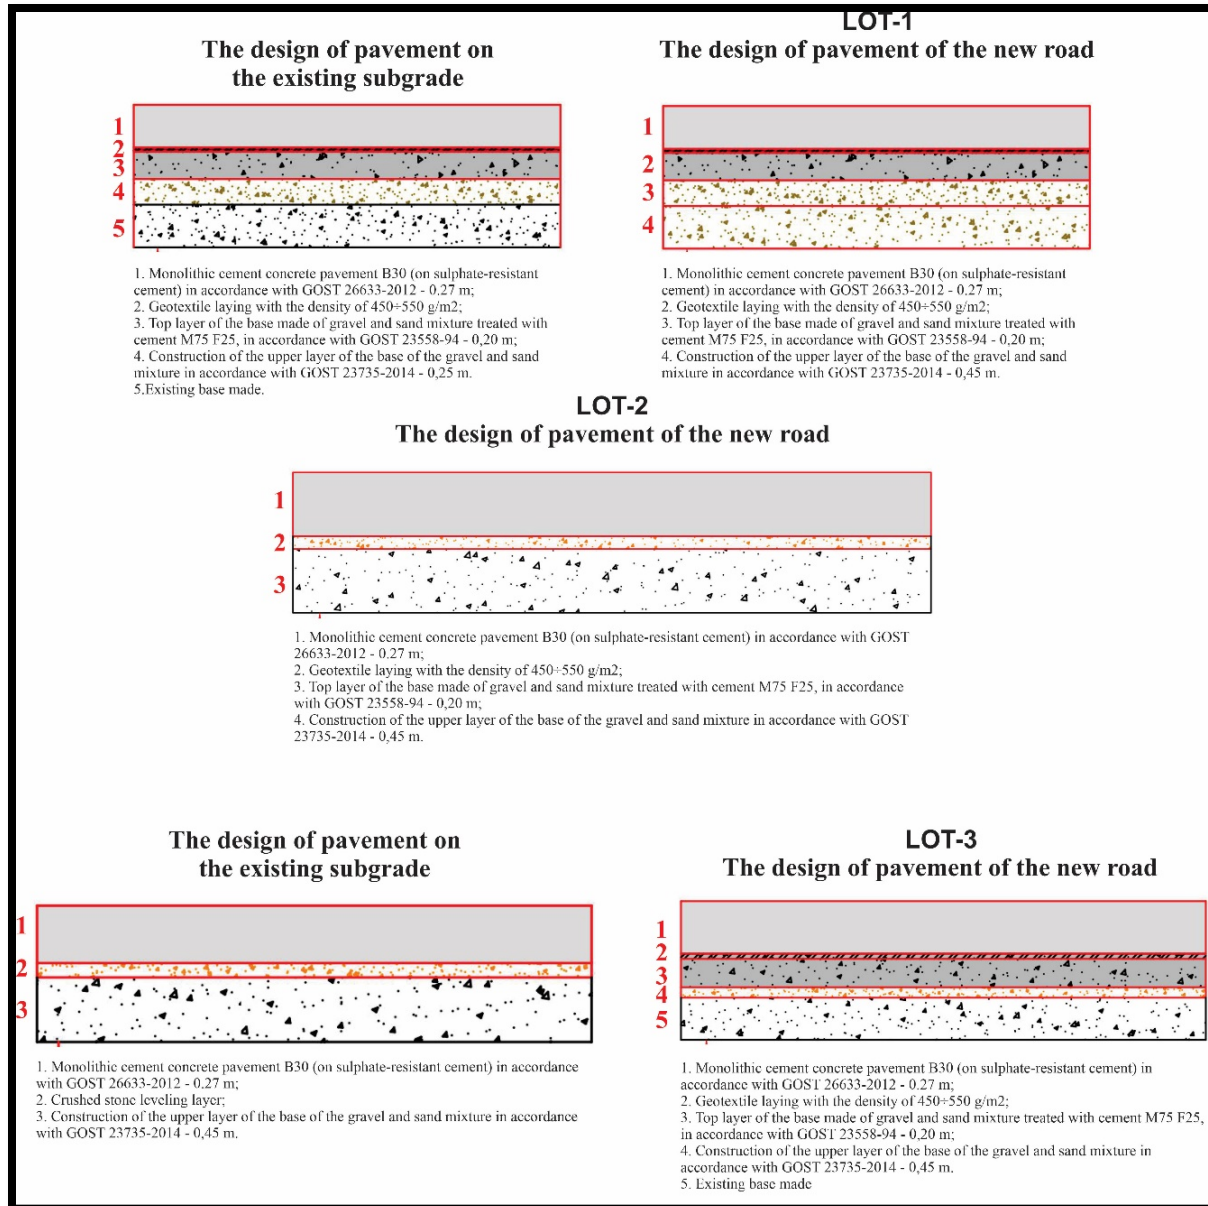 The design of pavement on
the existing subgrade
1
2
3
4
5
1. Monolithic cement concrete pavement B30 (on sulphate-resistant
cement) in accordance with GOST 26633-2012 - 0.27 m;
2. Geotextile laying with the density of 450÷550 g/m2;
3. Top layer of the base made of gravel and sand mixture treated with
cement M75 F25, in accordance with GOST 23558-94 - 0,20 m;
4. Construction of the upper layer of the base of the gravel and sand
mixture in accordance with GOST 23735-2014 - 0,25 m.
5.Existing base made.
LOT-1
The design of pavement of the new road
1
2
3
4
1. Monolithic cement concrete pavement B30 (on sulphate-resistant
cement) in accordance with GOST 26633-2012 - 0.27 m;
2. Geotextile laying with the density of 450÷550 g/m2;
3. Top layer of the base made of gravel and sand mixture treated with
cement M75 F25, in accordance with GOST 23558-94 - 0,20 m;
4. Construction of the upper layer of the base of the gravel and sand
mixture in accordance with GOST 23735-2014 - 0,45 m.
LOT-2
The design of pavement of the new road
1
2
3
1. Monolithic cement concrete pavement B30 (on sulphate-resistant cement) in accordance with GOST
26633-2012 - 0.27 m;
2. Geotextile laying with the density of 450÷550 g/m2;
3. Top layer of the base made of gravel and sand mixture treated with cement M75 F25, in accordance
with GOST 23558-94 - 0,20 m;
4. Construction of the upper layer of the base of the gravel and sand mixture in accordance with GOST
23735-2014 - 0,45 m.
The design of pavement on
the existing subgrade
1
2
3
1. Monolithic cement concrete pavement B30 (on sulphate-resistant cement) in accordance
with GOST 26633-2012 - 0.27 m;
2. Crushed stone leveling layer;
3. Construction of the upper layer of the base of the gravel and sand mixture in accordance
with GOST 23735-2014 - 0,45 m.
LOT-3
The design of pavement of the new road
1
2
3
4
5
1. Monolithic cement concrete pavement B30 (on sulphate-resistant cement) in
accordance with GOST 26633-2012 - 0.27 m;
2. Geotextile laying with the density of 450÷550 g/m2;
3. Top layer of the base made of gravel and sand mixture treated with cement M75 F25,
in accordance with GOST 23558-94 - 0,20 m;
4. Construction of the upper layer of the base of the gravel and sand mixture in
accordance with GOST 23735-2014 - 0,45 m.
5. Existing base made